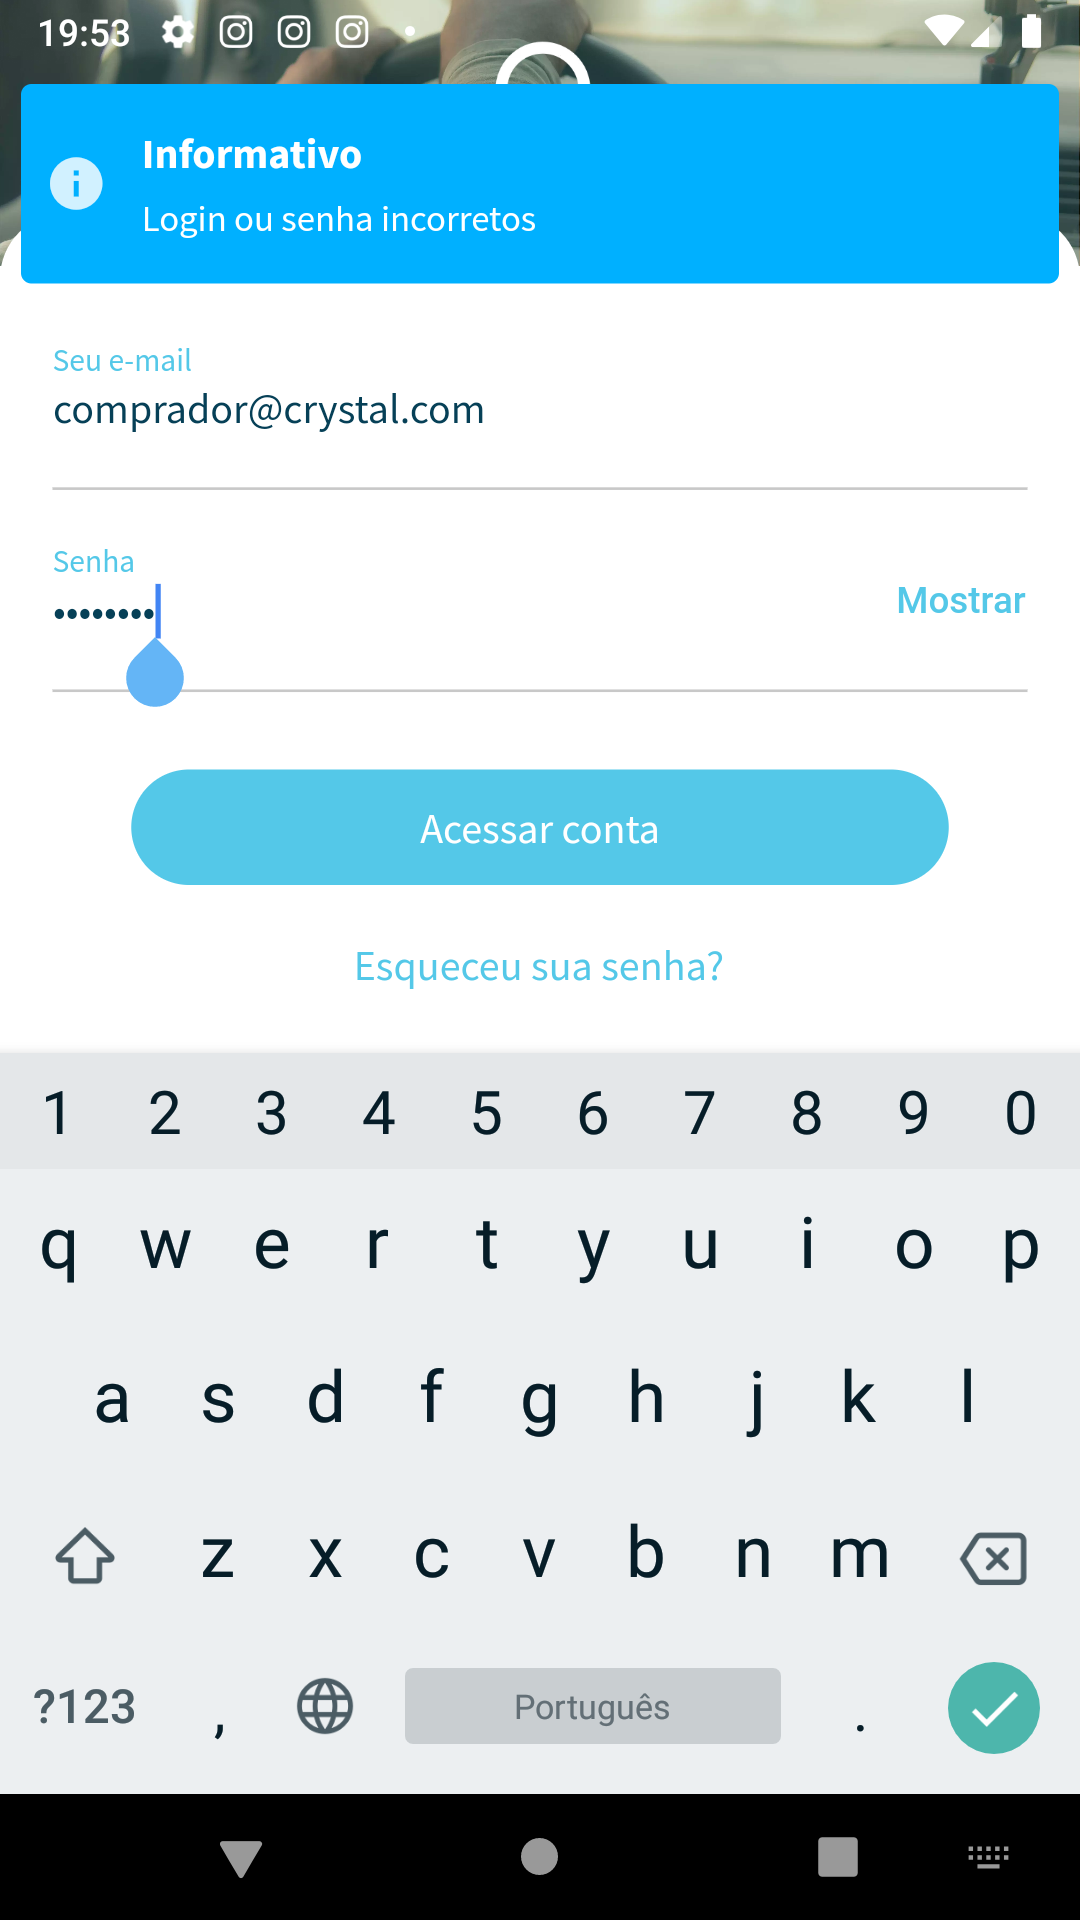 19:53
Informativo
Login ou senha incorretos
Seu e-mail
comprador@crystal.com
Senha
••••••••
Mostrar
Acessar conta
Esqueceu sua senha?
1 2 3 4 5 6 7 8 9 0
q w e r t y u i o p
a s d f g h j k l
z x c v b n m
?123 , Português .